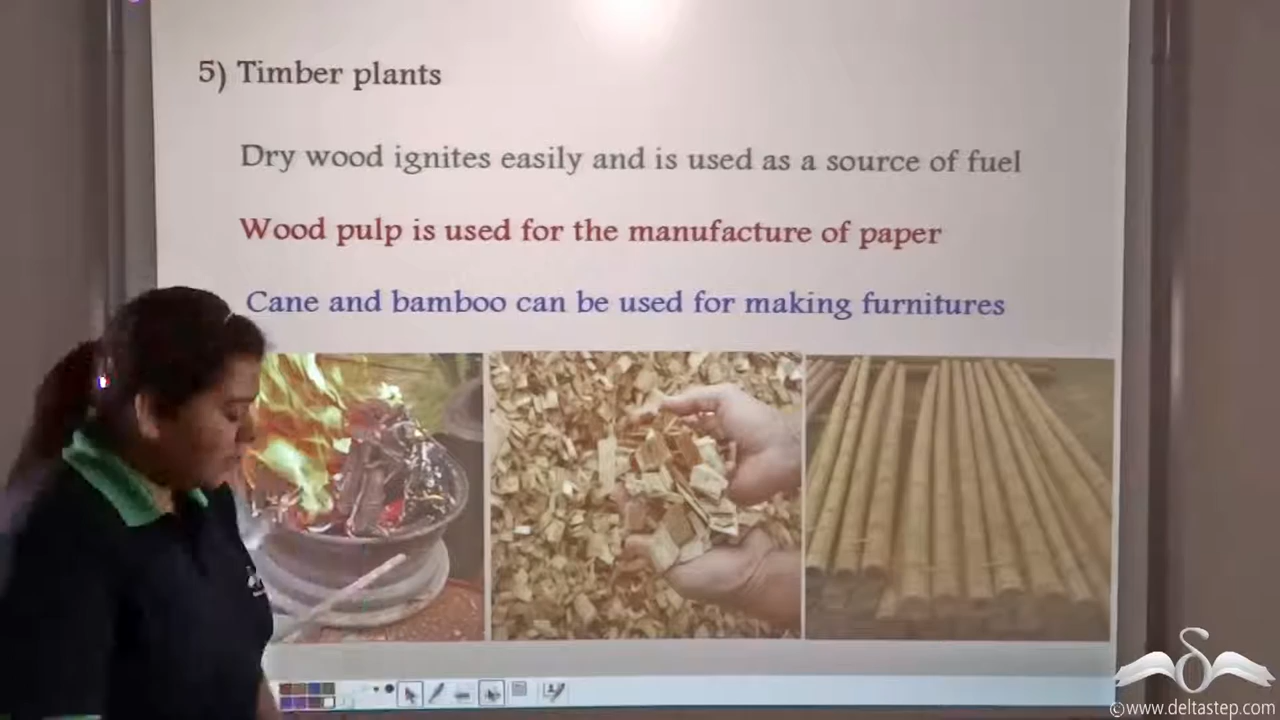 5) Timber plants
Dry wood ignites easily and is used as a source of fuel
Wood pulp is used for the manufacture of paper
Cane and bamboo can be used for making furnitures
©www.deltastep.com